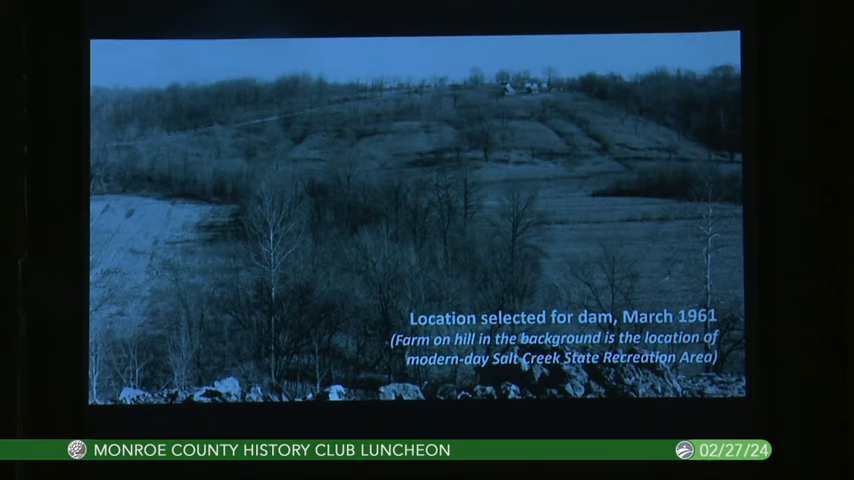 Location selected for dam, March 1961
(Farm on hill in the background is the location of
modern-day Salt Creek State Recreation Area)
MONROE COUNTY HISTORY CLUB LUNCHEON
02/27/24